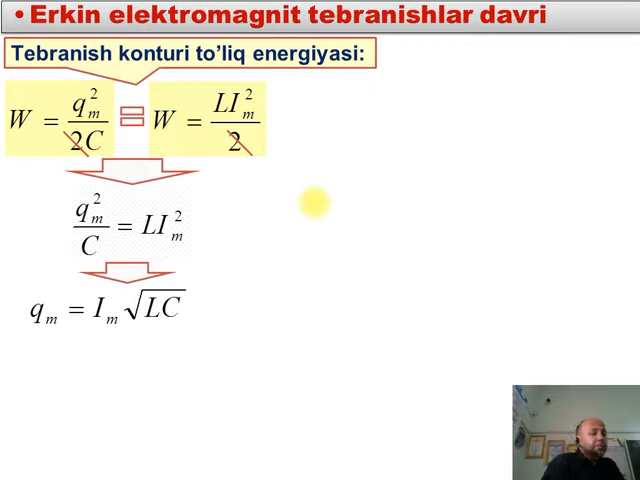 • Erkin elektromagnit tebranishlar davri
Tebranish konturi to’liq energiyasi:
W = q_m^2 / 2C = W = LI_m^2 / 2
q_m^2 / C = LI_m^2
q_m = I_m √LC